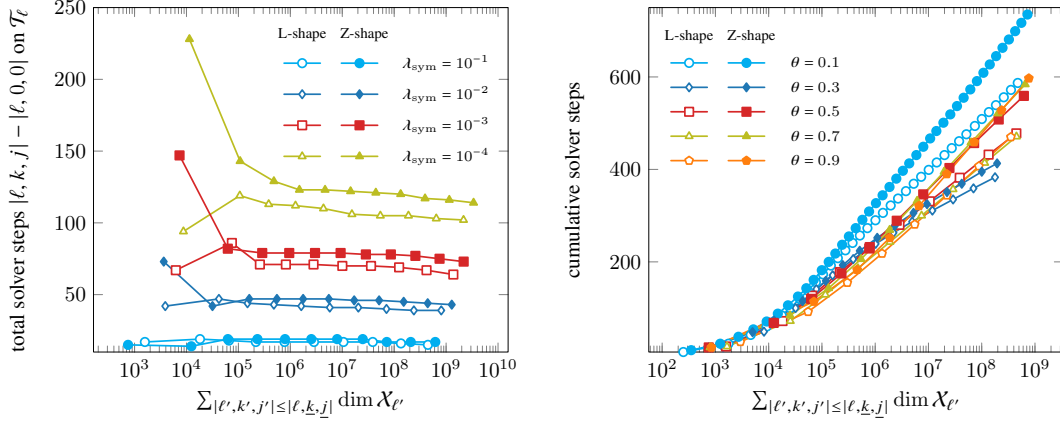 total solver steps |ℓ, k, j| − |ℓ, 0, 0| on 𝒯_ℓ
250
200
150
100
50
10^3
10^4
10^5
10^6
10^7
10^8
10^9
10^10
∑_{|ℓ′,k′,j′|≤|ℓ,k̲,j̲|} dim 𝒳_{ℓ′}
L-shape Z-shape
λ_sym = 10^{−1}
λ_sym = 10^{−2}
λ_sym = 10^{−3}
λ_sym = 10^{−4}
cumulative solver steps
600
400
200
10^2
10^3
10^4
10^5
10^6
10^7
10^8
10^9
∑_{|ℓ′,k′,j′|≤|ℓ,k̲,j̲|} dim 𝒳_{ℓ′}
L-shape Z-shape
θ = 0.1
θ = 0.3
θ = 0.5
θ = 0.7
θ = 0.9